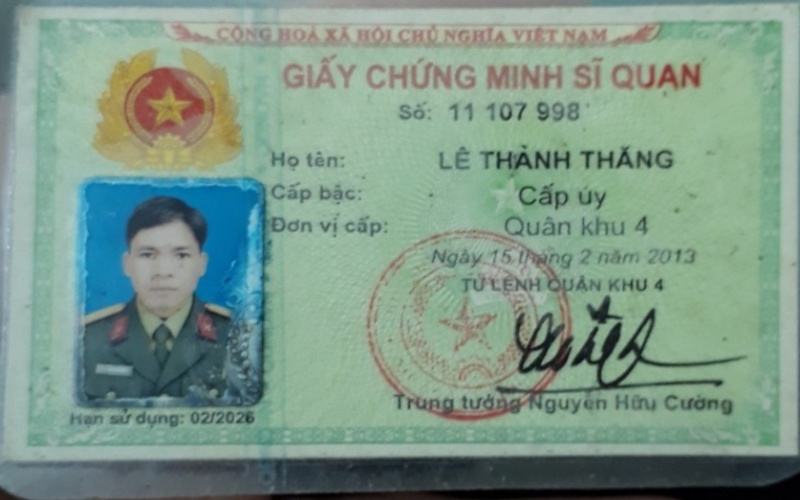 CỘNG HOÀ XÃ HỘI CHỦ NGHĨA VIỆT NAM
GIẤY CHỨNG MINH SĨ QUAN
Số: 11 107 998
Họ tên: LÊ THÀNH THĂNG
Cấp bậc: Cấp úy
Đơn vị cấp: Quân khu 4
Ngày 15 tháng 2 năm 2013
TƯ LỆNH QUÂN KHU 4
Trung tướng Nguyễn Hữu Cường
Hạn sử dụng: 02/2026